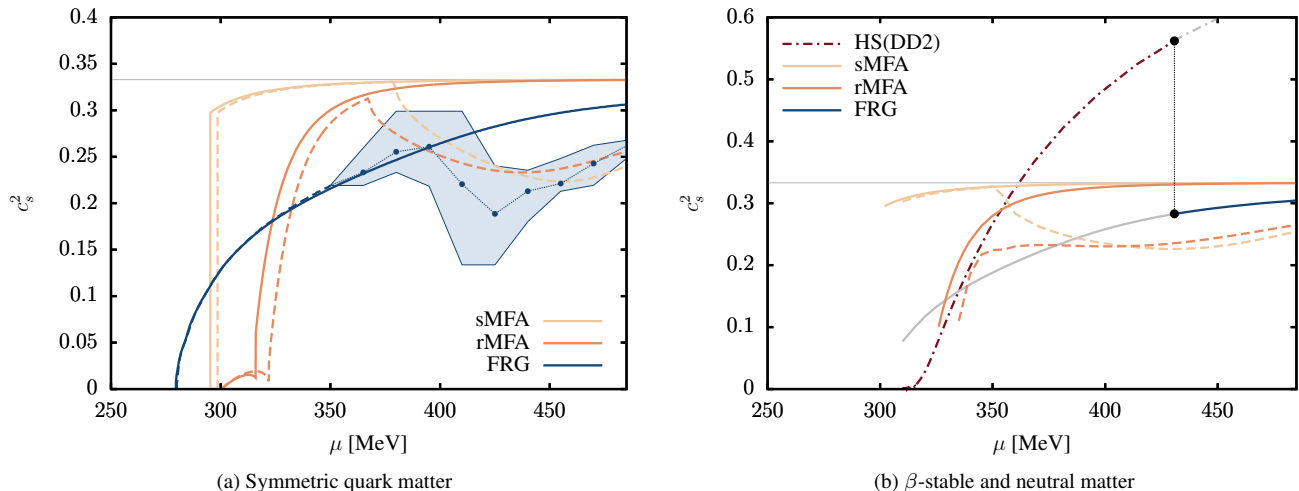 0.4
0.35
0.3
0.25
0.2
0.15
0.1
0.05
0
c_s^2
250
300
350
400
450
μ [MeV]
sMFA
rMFA
FRG
(a) Symmetric quark matter
0.6
0.5
0.4
0.3
0.2
0.1
0
c_s^2
250
300
350
400
450
μ [MeV]
HS(DD2)
sMFA
rMFA
FRG
(b) β-stable and neutral matter